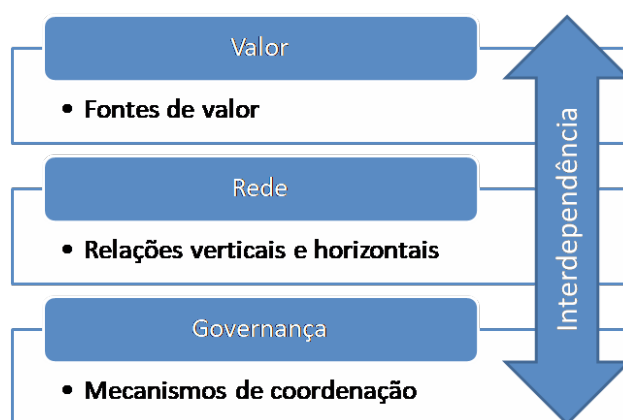 Valor
• Fontes de valor
Rede
• Relações verticais e horizontais
Governança
• Mecanismos de coordenação
Interdependência